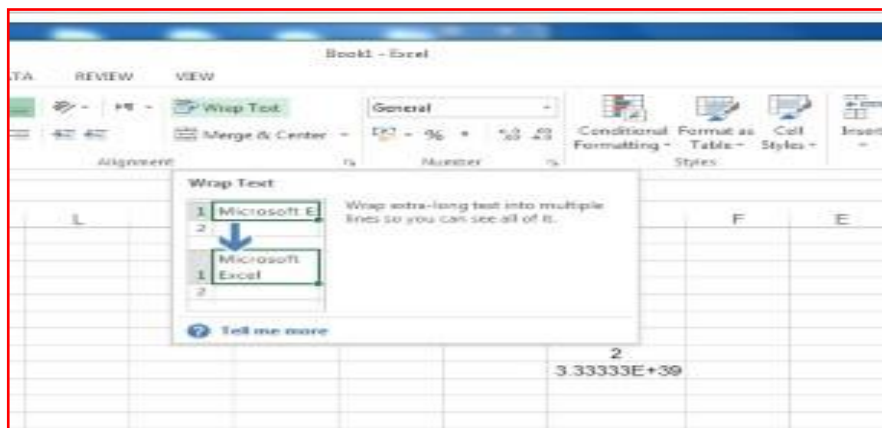 Book1 - Excel
TA REVIEW VIEW
Wrap Text General
Merge & Center % Conditional Format as Cell Insert
Formatting Table Styles
Alignment Number Styles
Wrap Text
1 Microsoft E
2
Wrap extra-long text into multiple
lines so you can see all of it.
Microsoft
1 Excel
2
Tell me more
L F E
2
3.33333E+39